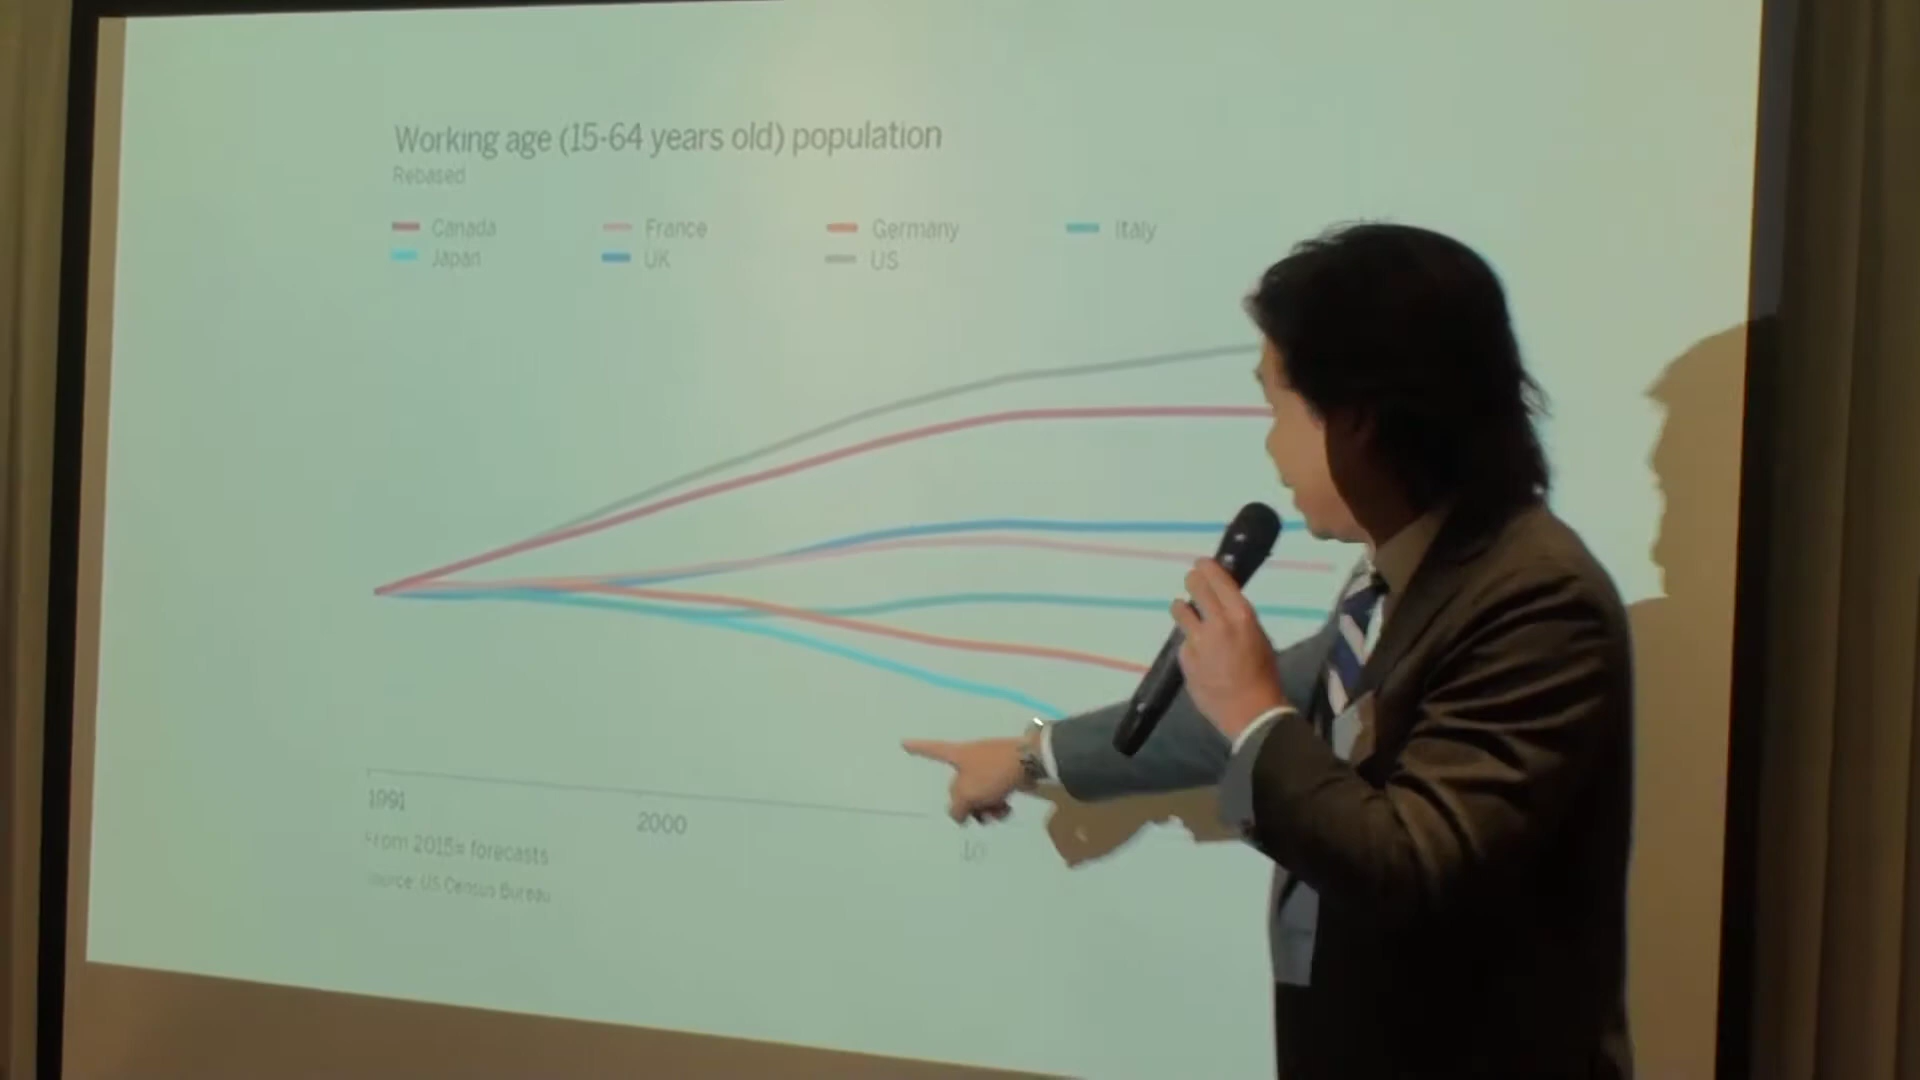 Working age (15-64 years old) population
Rebased
Canada France Germany Italy
Japan UK US
1991 2000 10
From 2015= forecasts
Source: US Census Bureau